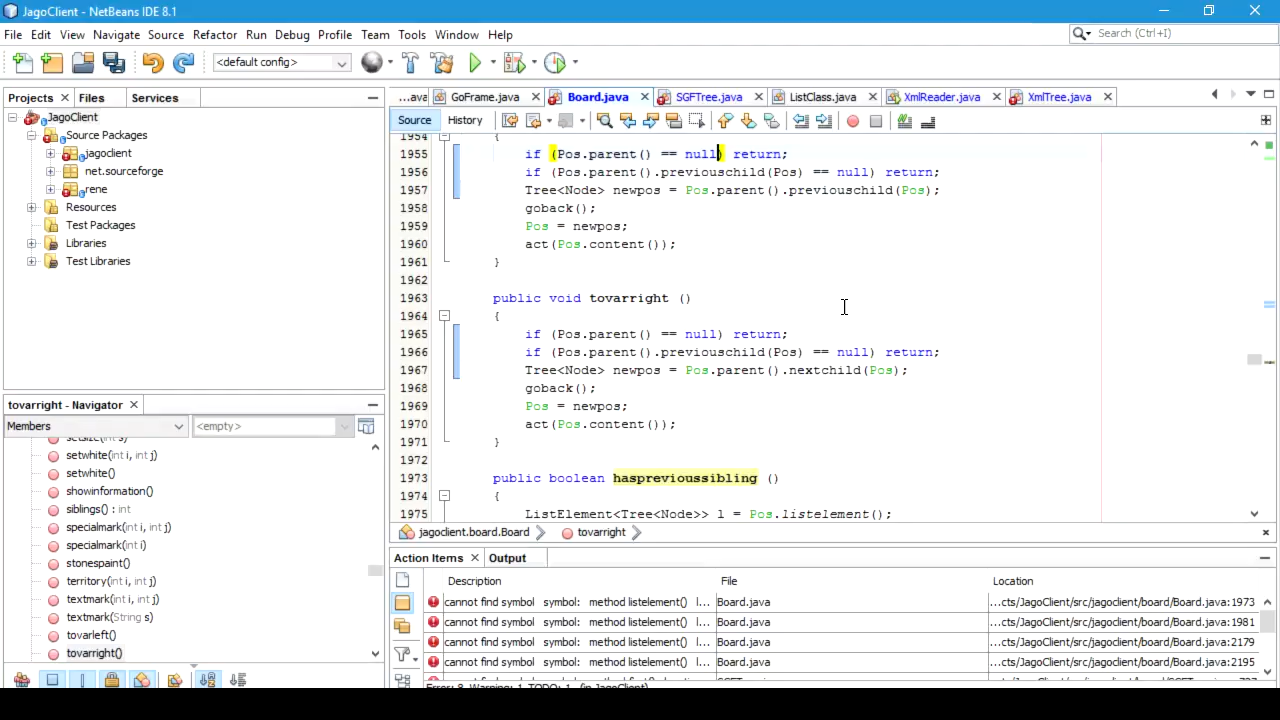 JagoClient - NetBeans IDE 8.1
File Edit View Navigate Source Refactor Run Debug Profile Team Tools Window Help
Search (Ctrl+I)
<default config>
Projects Files Services
...ava GoFrame.java Board.java SGFTree.java ListClass.java XmlReader.java XmlTree.java
Source History
JagoClient
Source Packages
jagoclient
net.sourceforge
rene
Resources
Test Packages
Libraries
Test Libraries
1954 {
1955 if (Pos.parent() == null) return;
1956 if (Pos.parent().previouschild(Pos) == null) return;
1957 Tree<Node> newpos = Pos.parent().previouschild(Pos);
1958 goback();
1959 Pos = newpos;
1960 act(Pos.content());
1961 }
1962
1963 public void tovarright ()
1964 {
1965 if (Pos.parent() == null) return;
1966 if (Pos.parent().previouschild(Pos) == null) return;
1967 Tree<Node> newpos = Pos.parent().nextchild(Pos);
1968 goback();
1969 Pos = newpos;
1970 act(Pos.content());
1971 }
1972
1973 public boolean hasprevioussibling ()
1974 {
1975 ListElement<Tree<Node>> l = Pos.listelement();
tovarright - Navigator
Members <empty>
setsize(int s)
setwhite(int i, int j)
setwhite()
showinformation()
siblings() : int
specialmark(int i, int j)
specialmark(int i)
stonespaint()
territory(int i, int j)
textmark(int i, int j)
textmark(String s)
tovarleft()
tovarright()
jagoclient.board.Board tovarright
Action Items Output
Description File Location
cannot find symbol symbol: method listelement() l... Board.java ...cts/JagoClient/src/jagoclient/board/Board.java:1973
cannot find symbol symbol: method listelement() l... Board.java ...cts/JagoClient/src/jagoclient/board/Board.java:1981
cannot find symbol symbol: method listelement() l... Board.java ...cts/JagoClient/src/jagoclient/board/Board.java:2179
cannot find symbol symbol: method listelement() l... Board.java ...cts/JagoClient/src/jagoclient/board/Board.java:2195